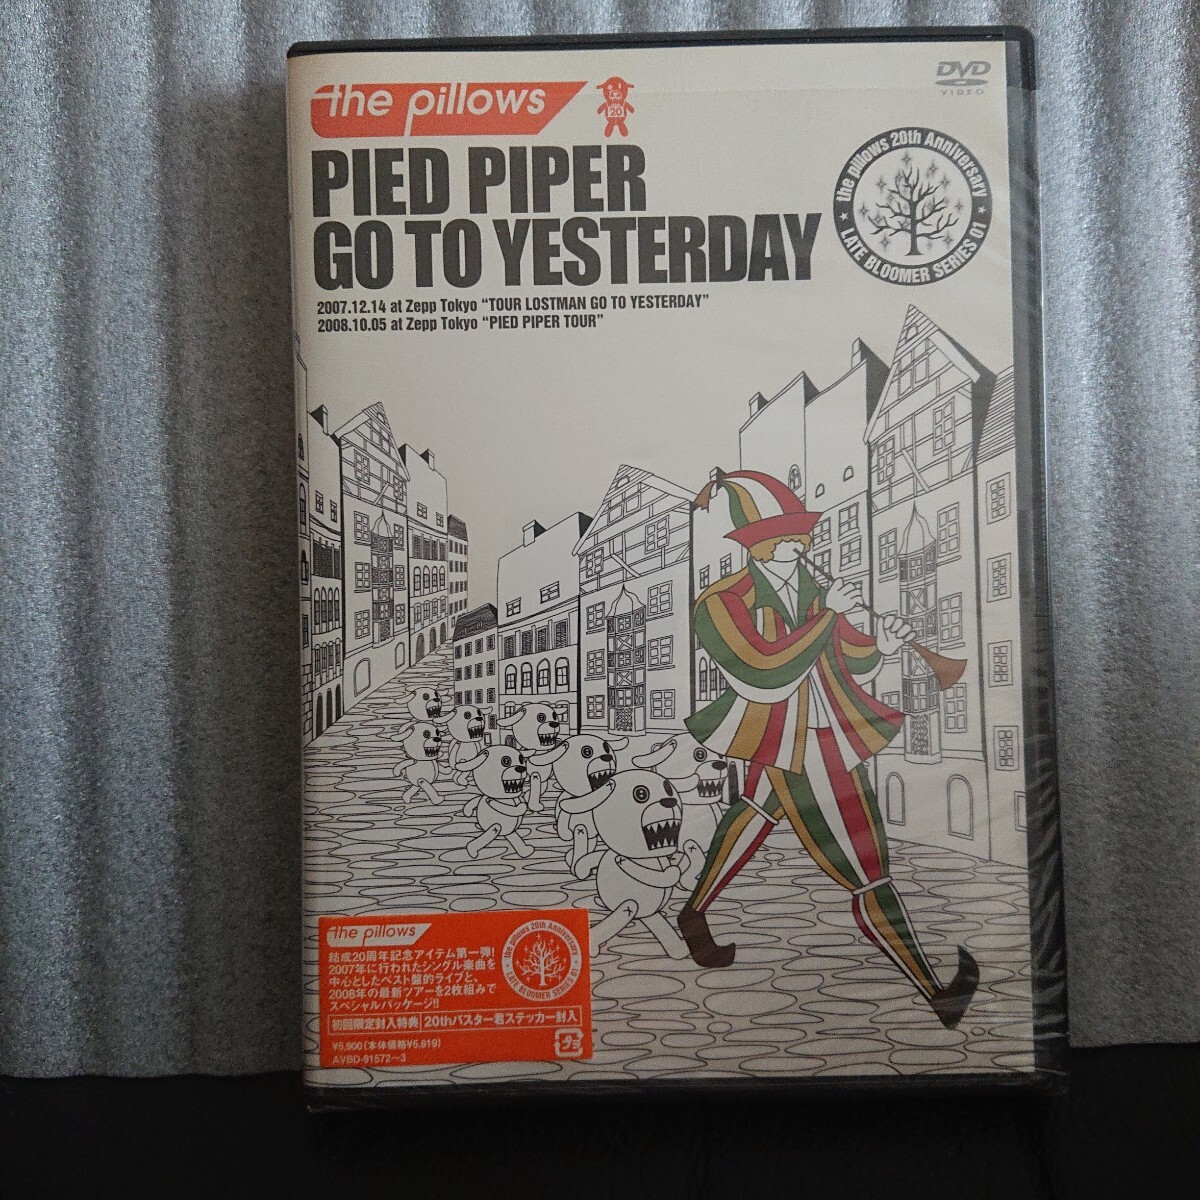 the pillows
20
DVD
VIDEO
PIED PIPER
GO TO YESTERDAY
the pillows 20th Anniversary
★ LATE BLOOMER SERIES 01 ★
2007.12.14 at Zepp Tokyo “TOUR LOSTMAN GO TO YESTERDAY”
2008.10.05 at Zepp Tokyo “PIED PIPER TOUR”
the pillows
結成20周年記念アイテム第一弾!
2007年に行われたシングル楽曲を
中心としたベスト盤的ライブと、
2008年の最新ツアーを2枚組みで
スペシャルパッケージ!!
初回限定封入特典 20thバスター君ステッカー封入
¥5,900(本体価格¥5,619)
AVBD-91572~3
the pillows 20th Anniversary
LATE BLOOMER SERIES 01